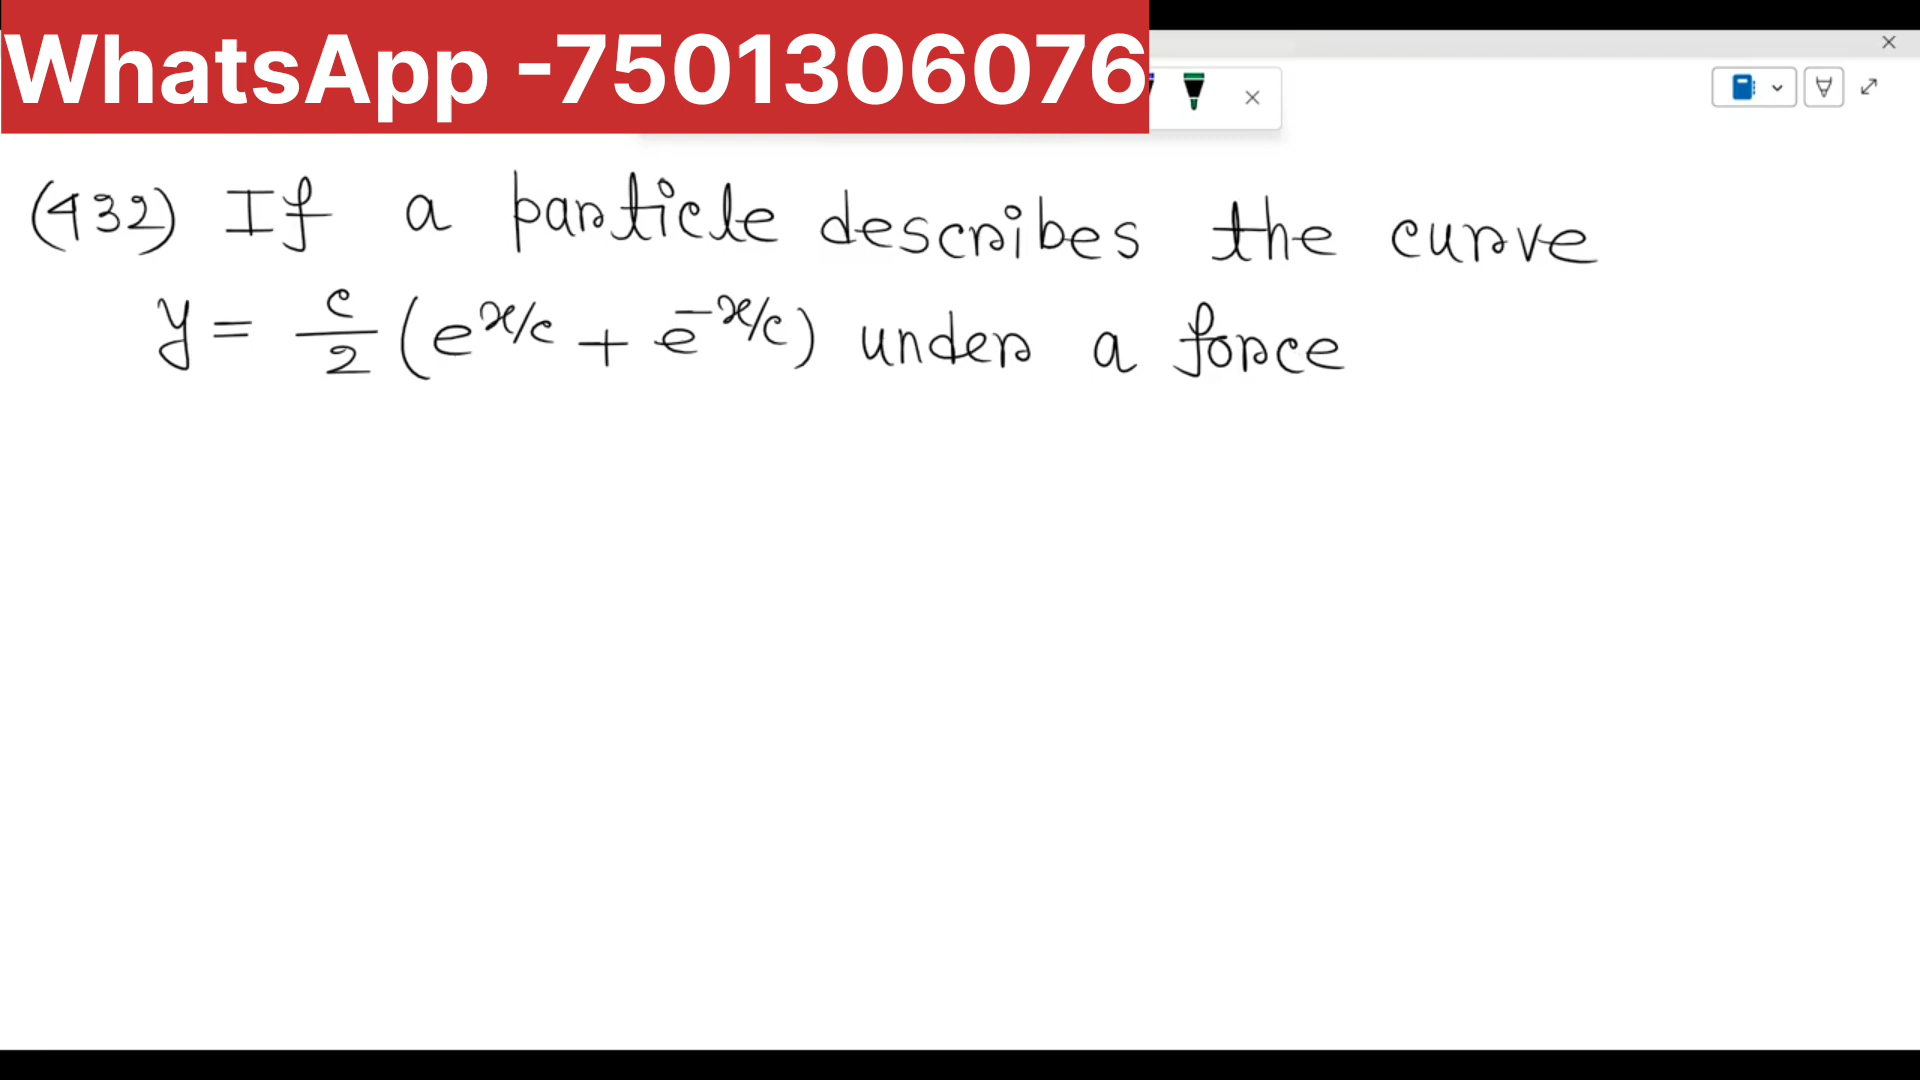 WhatsApp -7501306076
(432) If a particle describes the curve
y = c/2 (e^x/c + e^-x/c) under a force